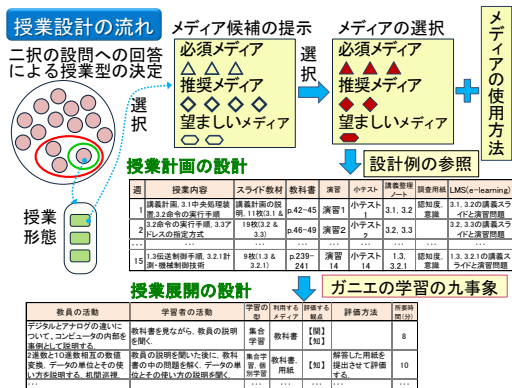 授業設計の流れ
二択の設問への回答
による授業型の決定
選択
授業
形態
メディア候補の提示
必須メディア
推奨メディア
望ましいメディア
選択
メディアの選択
必須メディア
推奨メディア
望ましいメディア
メディアの使用方法
授業計画の設計
設計例の参照
週 授業内容 スライド教材 教科書 演習 小テスト 講義整理ノート 調査用紙 LMS(e-learning)
1 講義計画, 3.1中央処理装置,3.2命令の実行手順 講義計画の説明, 11枚(3.1 & p.42-45 演習1 小テスト1 3.1, 3.2 認知度, 意識 3.1, 3.2の講義スライドと演習問題
2 3.2命令の実行手順, 3.3アドレスの指定方式 19枚(3.2 & 3.3) p.46-49 演習2 小テスト2 3.2, 3.3 3.2, 3.3の講義スライドと演習問題
… … … … … … … …
15 1.3伝送制御手順, 3.2.1計測・機械制御技術 9枚(1.3 & 3.2.1) p.239-241 演習14 小テスト14 1.3, 3.2.1 認知度, 意識 1.3, 3.2.1の講義スライドと演習問題
授業展開の設計
ガニエの学習の九事象
教員の活動 学習者の活動 学習の型 利用するメディア 評価する観点 評価方法 所要時間(分)
デジタルとアナログの違いについて、コンピュータの内部を事例として説明する. 教科書を見ながら、教員の説明を聞く. 集合学習 教科書 【関】【知】 8
2進数と10進数相互の数値変換, データの単位とその使い方を説明する. 机間巡視. 教員の説明を聞いた後に、教科書の中の問題を解く. データの単位とその使い方の説明を聞く. 集合学習, 個別学習 教科書, 用紙 【知】 解答した用紙を提出させて評価する. 10
… … … … …